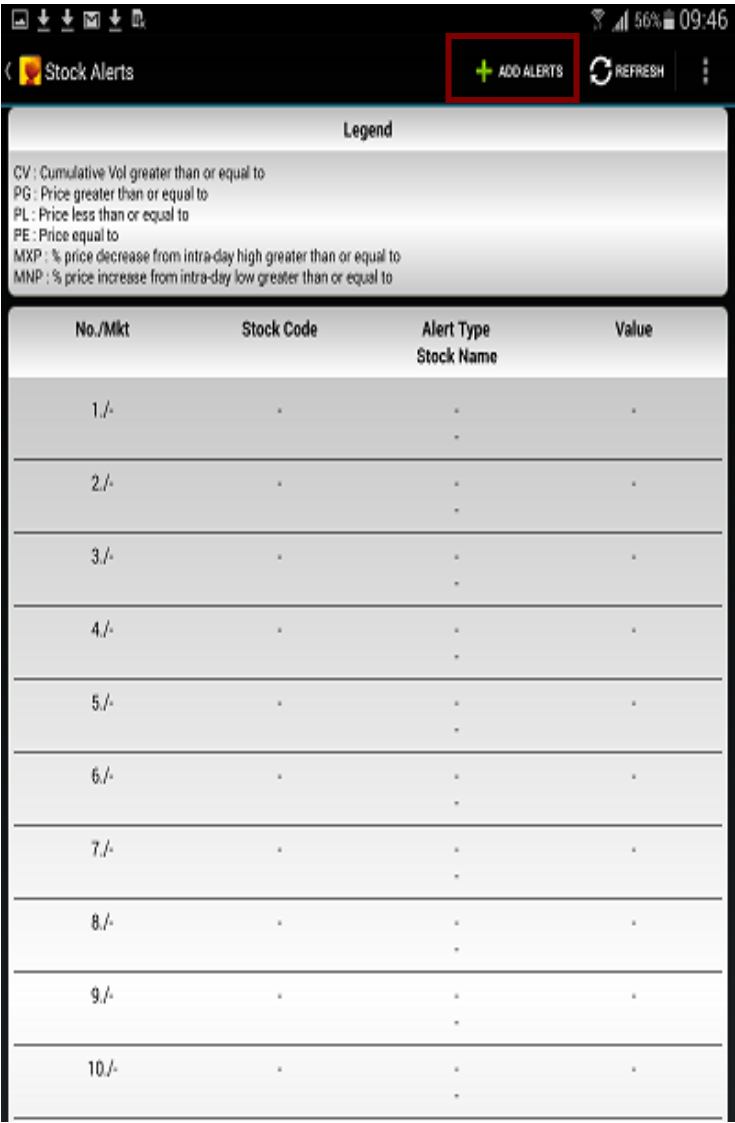 56% 09:46
Stock Alerts ADD ALERTS REFRESH
Legend
CV : Cumulative Vol greater than or equal to
PG : Price greater than or equal to
PL : Price less than or equal to
PE : Price equal to
MXP : % price decrease from intra-day high greater than or equal to
MNP : % price increase from intra-day low greater than or equal to
No./Mkt Stock Code Alert Type Value
Stock Name
1./- - - -
-
2./- - - -
-
3./- - - -
-
4./- - - -
-
5./- - - -
-
6./- - - -
-
7./- - - -
-
8./- - - -
-
9./- - - -
-
10./- - - -
-